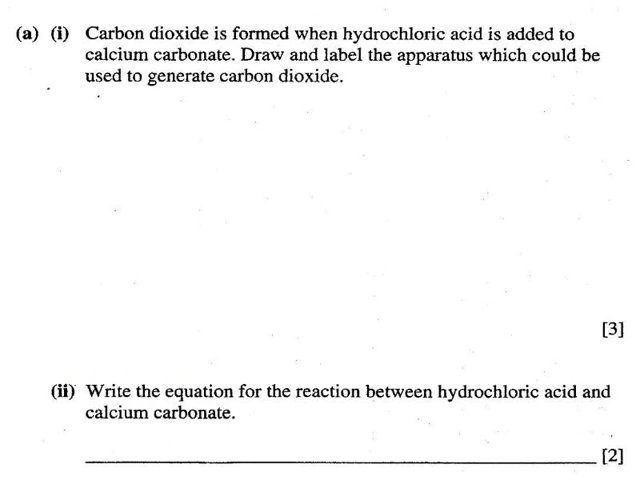 (a) (i) Carbon dioxide is formed when hydrochloric acid is added to
calcium carbonate. Draw and label the apparatus which could be
used to generate carbon dioxide.
[3]
(ii) Write the equation for the reaction between hydrochloric acid and
calcium carbonate.
[2]